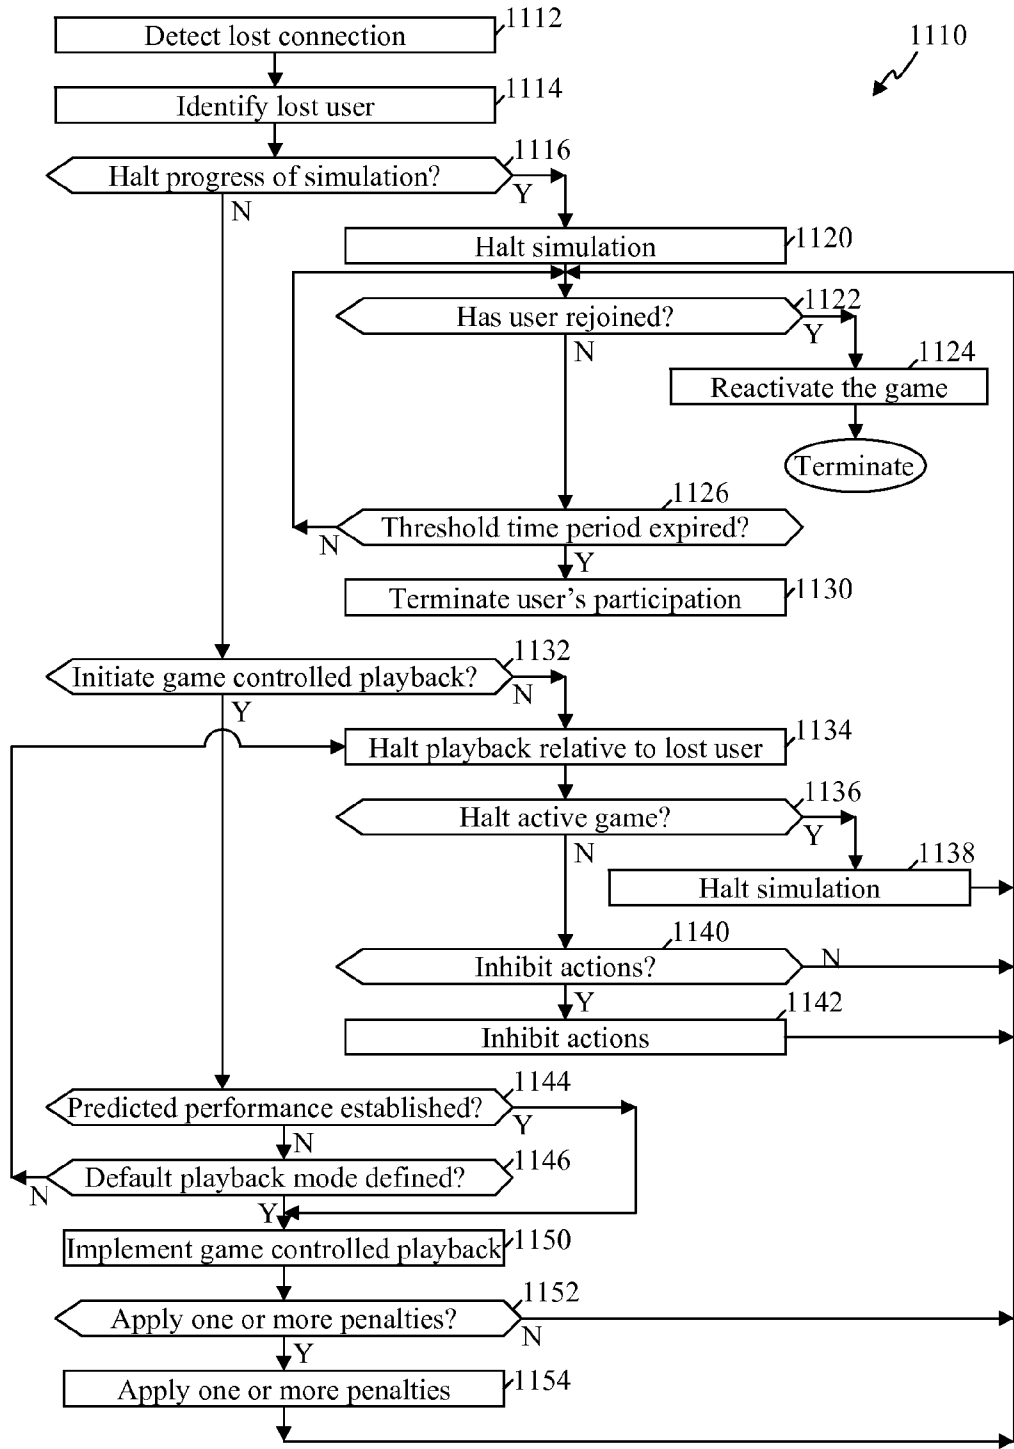 1112
Detect lost connection
1110
1114
Identify lost user
1116
Halt progress of simulation?
Y
N
1120
Halt simulation
1122
Has user rejoined?
Y
N
1124
Reactivate the game
Terminate
1126
Threshold time period expired?
N
Y
1130
Terminate user's participation
1132
Initiate game controlled playback?
N
Y
1134
Halt playback relative to lost user
1136
Halt active game?
Y
N
1138
Halt simulation
1140
Inhibit actions?
N
Y
1142
Inhibit actions
1144
Predicted performance established?
Y
N
1146
Default playback mode defined?
N
Y
1150
Implement game controlled playback
1152
Apply one or more penalties?
N
Y
1154
Apply one or more penalties